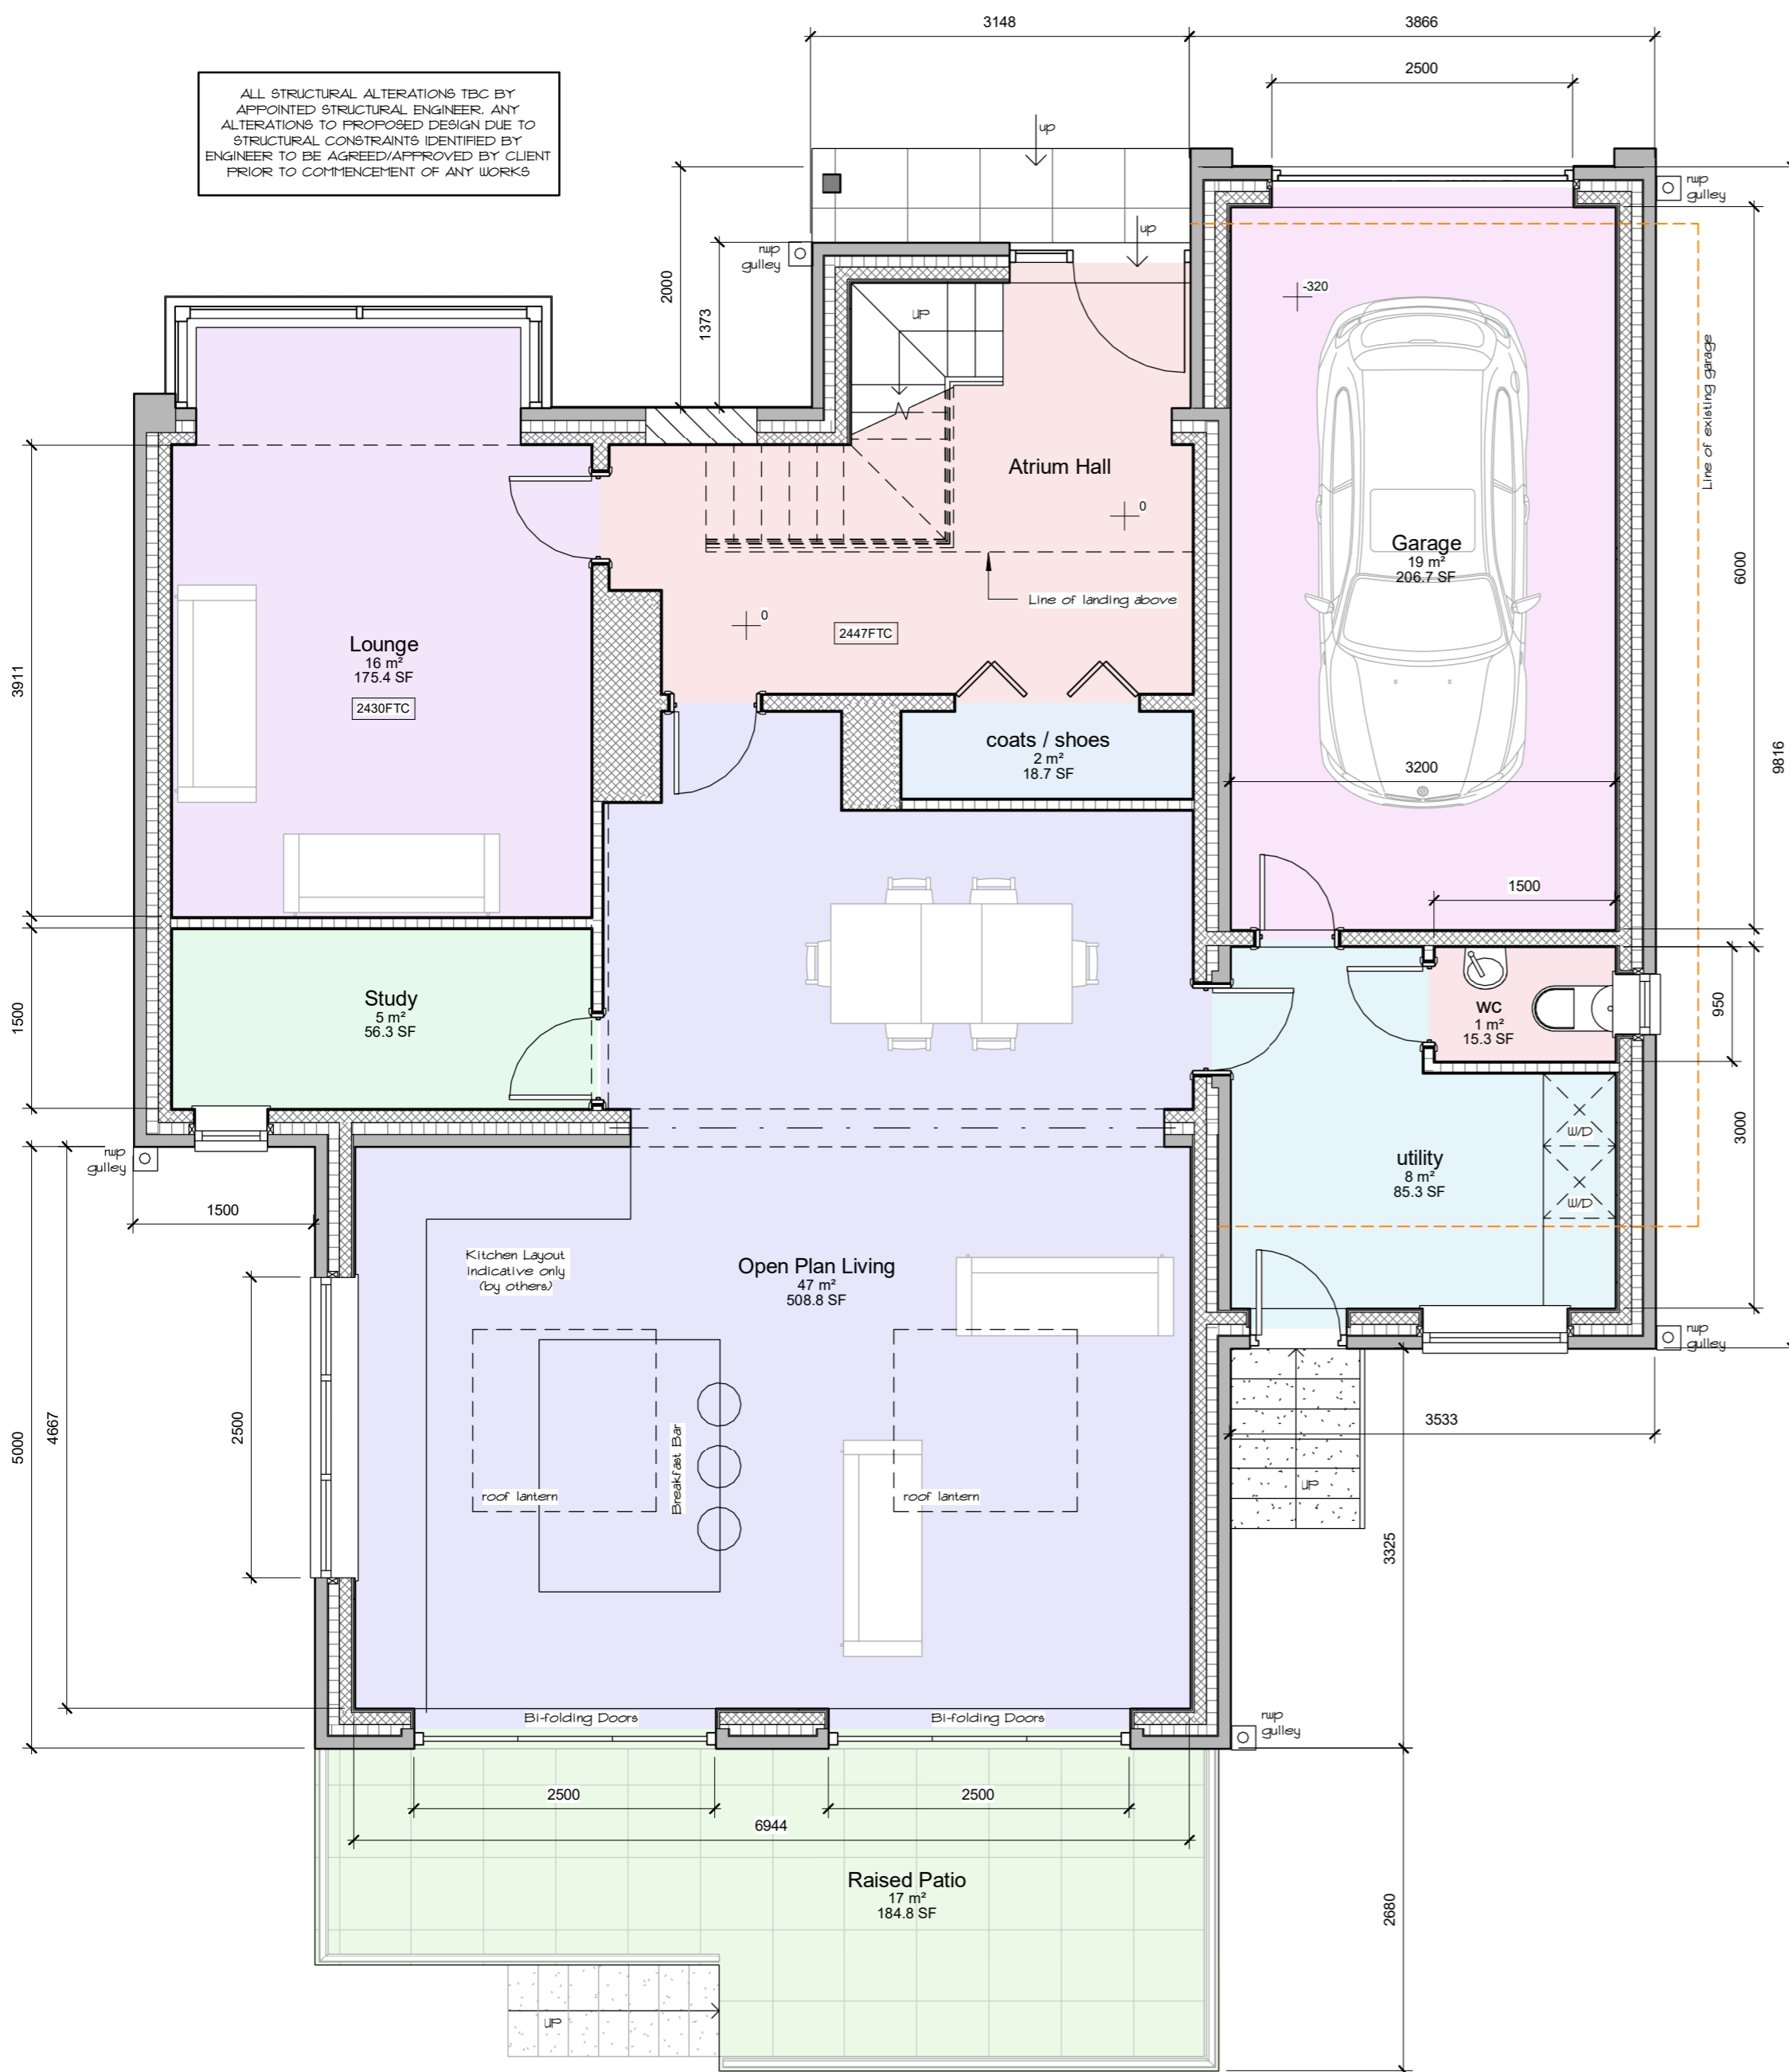 3148
3866
2500
ALL STRUCTURAL ALTERATIONS TBC BY
APPOINTED STRUCTURAL ENGINEER. ANY
ALTERATIONS TO PROPOSED DESIGN DUE TO
STRUCTURAL CONSTRAINTS IDENTIFIED BY
ENGINEER TO BE AGREED/APPROVED BY CLIENT
PRIOR TO COMMENCEMENT OF ANY WORKS
up
rwp
gulley
up
rwp
gulley
2000
1373
UP
-320
Line of existing garage
Atrium Hall
0
Garage
19 m²
206.7 SF
6000
Line of landing above
0
2447FTC
Lounge
16 m²
175.4 SF
2430FTC
3911
coats / shoes
2 m²
18.7 SF
3200
9816
1500
Study
5 m²
56.3 SF
1500
WC
1 m²
15.3 SF
950
3000
W/D
W/D
utility
8 m²
85.3 SF
rwp
gulley
1500
Kitchen Layout
indicative only
(by others)
Open Plan Living
47 m²
508.8 SF
rwp
gulley
3533
2500
4667
5000
Breakfast Bar
roof lantern
roof lantern
UP
3325
Bi-folding Doors
Bi-folding Doors
rwp
gulley
2500
2500
6944
Raised Patio
17 m²
184.8 SF
2680
UP